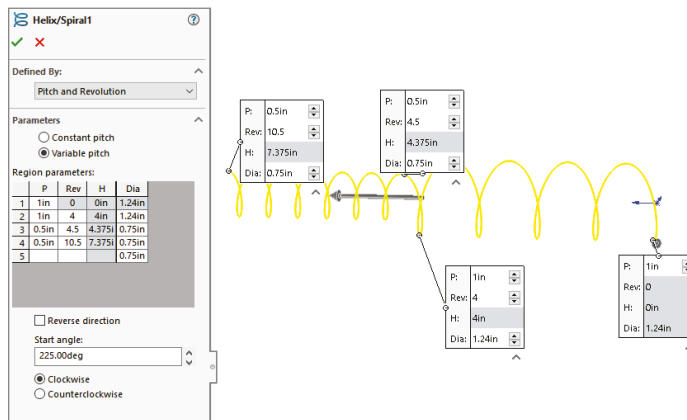 Helix/Spiral1
Defined By:
Pitch and Revolution
Parameters
Constant pitch
Variable pitch
Region parameters:
P Rev H Dia
1 1in 0 0in 1.24in
2 1in 4 4in 1.24in
3 0.5in 4.5 4.375i 0.75in
4 0.5in 10.5 7.375i 0.75in
5 0.75in
Reverse direction
Start angle:
225.00deg
Clockwise
Counterclockwise
P: 0.5in
Rev: 10.5
H: 7.375in
Dia: 0.75in
P: 0.5in
Rev: 4.5
H: 4.375in
Dia: 0.75in
P: 1in
Rev: 4
H: 4in
Dia: 1.24in
P: 1in
Rev: 0
H: 0in
Dia: 1.24in